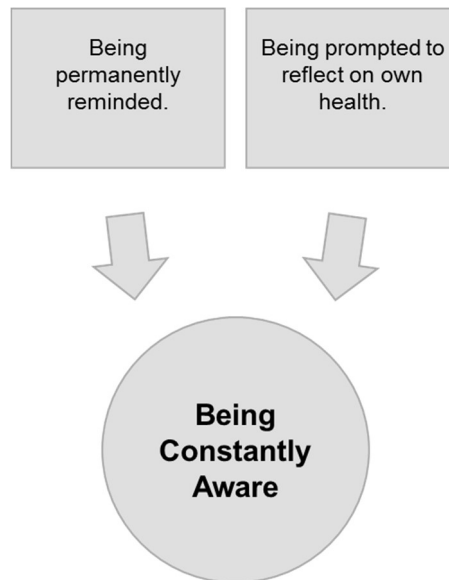 Being
permanently
reminded.
Being prompted to
reflect on own
health.
Being
Constantly
Aware